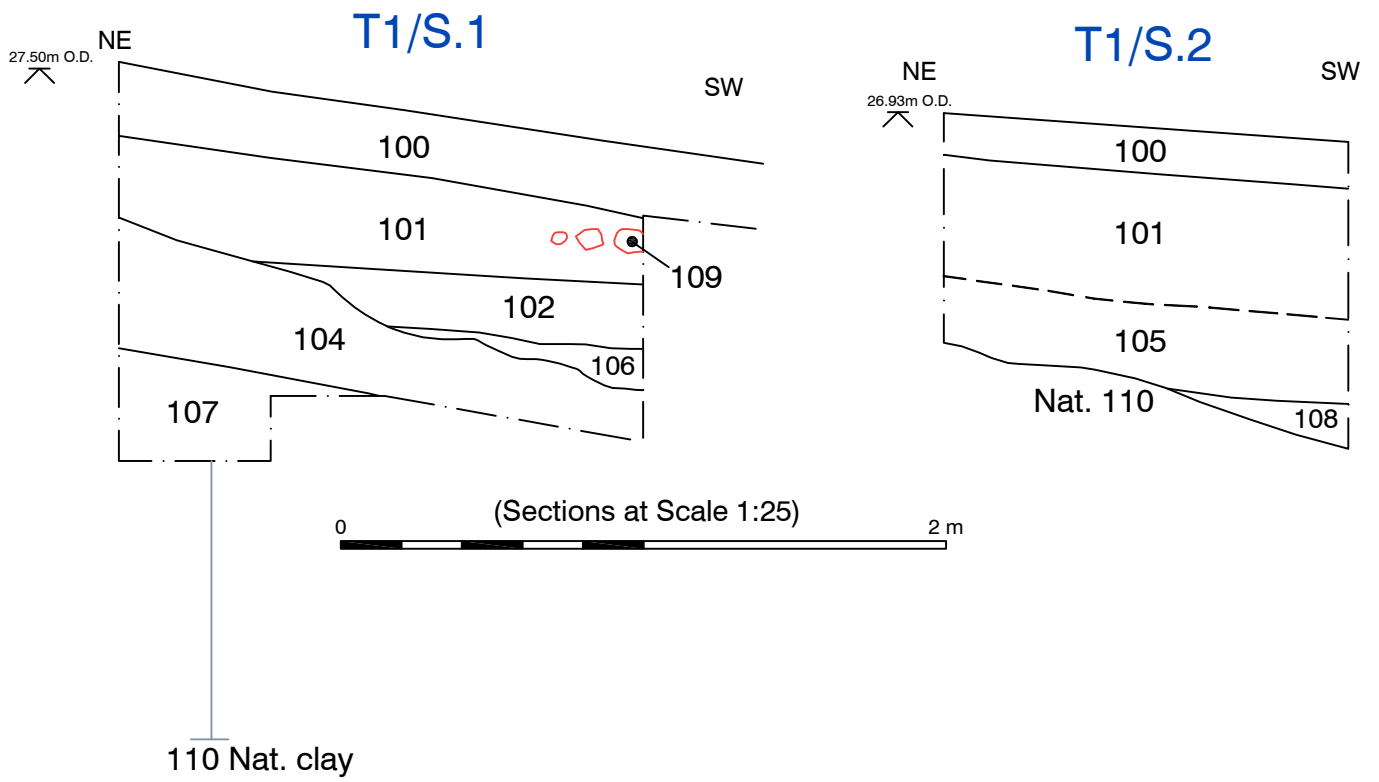 T1/S.1
NE
27.50m O.D.
SW
100
101
109
102
104
106
107
110 Nat. clay
T1/S.2
NE
SW
26.93m O.D.
100
101
105
Nat. 110
108
(Sections at Scale 1:25)
0
2 m